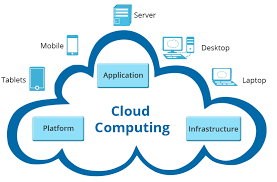 Server
Mobile
Desktop
Tablets
Application
Laptop
Cloud
Computing
Platform
Infrastructure